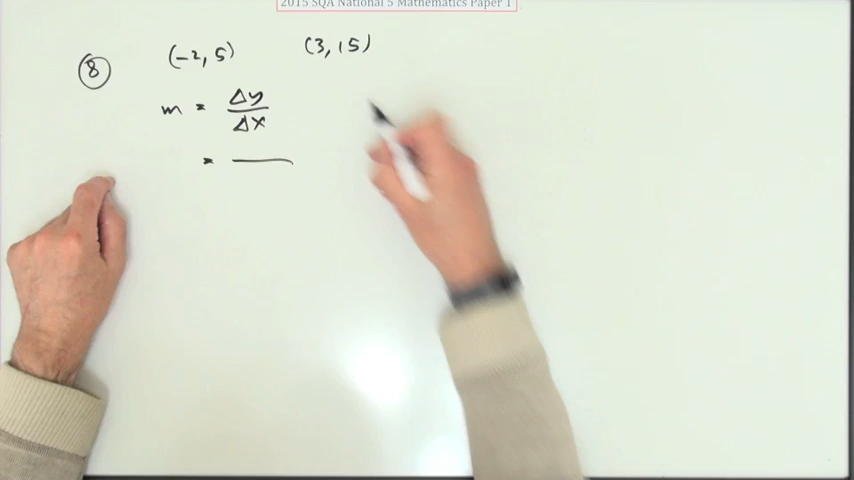 2015 SQA National 5 Mathematics Paper 1
8 (-2, 5) (3, 15)
m = Δy/Δx
=